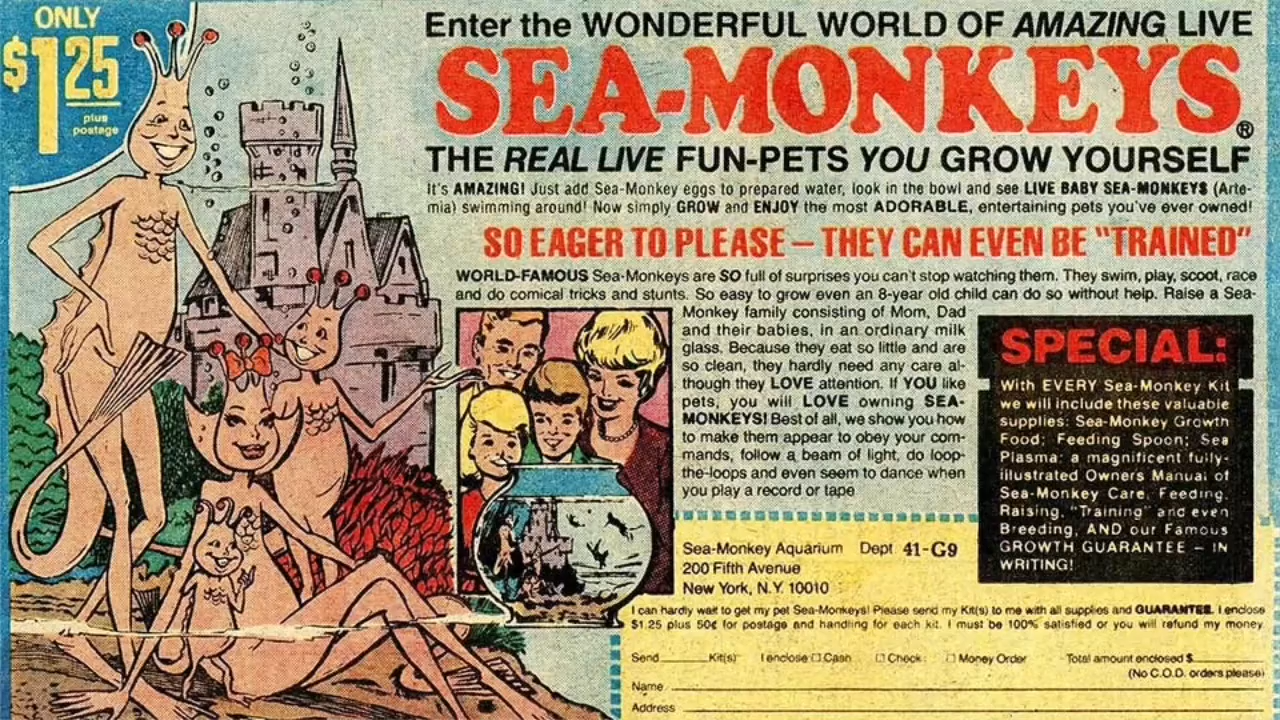 ONLY
$1.25
plus
postage
Enter the WONDERFUL WORLD OF AMAZING LIVE
SEA-MONKEYS®
THE REAL LIVE FUN-PETS YOU GROW YOURSELF
It's AMAZING! Just add Sea-Monkey eggs to prepared water, look in the bowl and see LIVE BABY SEA-MONKEYS (Arte-
mia) swimming around! Now simply GROW and ENJOY the most ADORABLE, entertaining pets you've ever owned!
SO EAGER TO PLEASE – THEY CAN EVEN BE "TRAINED"
WORLD-FAMOUS Sea-Monkeys are SO full of surprises you can't stop watching them. They swim, play, scoot, race
and do comical tricks and stunts. So easy to grow even an 8-year old child can do so without help. Raise a Sea-
Monkey family consisting of Mom, Dad
and their babies, in an ordinary milk
glass. Because they eat so little and are
so clean, they hardly need any care al-
though they LOVE attention. If YOU like
pets, you will LOVE owning SEA-
MONKEYS! Best of all, we show you how
to make them appear to obey your com-
mands, follow a beam of light, do loop-
the-loops and even seem to dance when
you play a record or tape
SPECIAL:
With EVERY Sea-Monkey Kit
we will include these valuable
supplies: Sea-Monkey Growth
Food; Feeding Spoon; Sea
Plasma; a magnificent fully-
illustrated Owners Manual of
Sea-Monkey Care, Feeding,
Raising, "Training" and even
Breeding, AND our Famous
GROWTH GUARANTEE – IN
WRITING!
Sea-Monkey Aquarium Dept 41-G9
200 Fifth Avenue
New York, N.Y. 10010
I can hardly wait to get my pet Sea-Monkeys! Please send my Kit(s) to me with all supplies and GUARANTEE. I enclose
$1.25 plus 50¢ for postage and handling for each kit. I must be 100% satisfied or you will refund my money
Send Kit(s) I enclose □ Cash □ Check □ Money Order Total amount enclosed $
(No C.O.D. orders please)
Name
Address